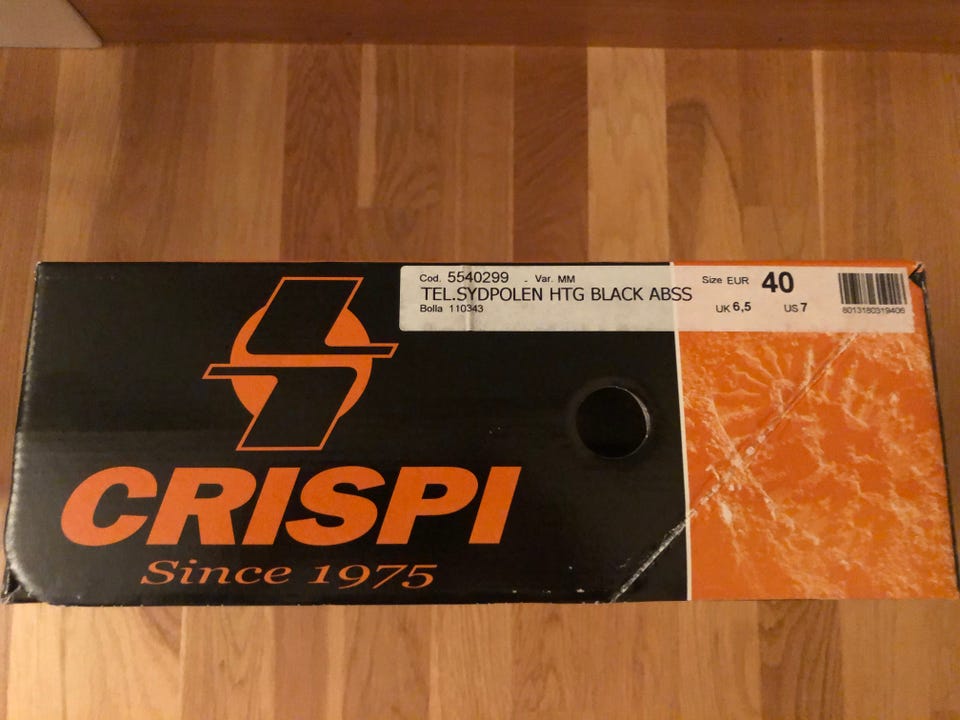 Cod. 5540299 - Var. MM
TEL.SYDPOLEN HTG BLACK ABSS
Bolla 110343
Size EUR 40
UK 6,5 US 7
8013180319406
CRISPI
Since 1975